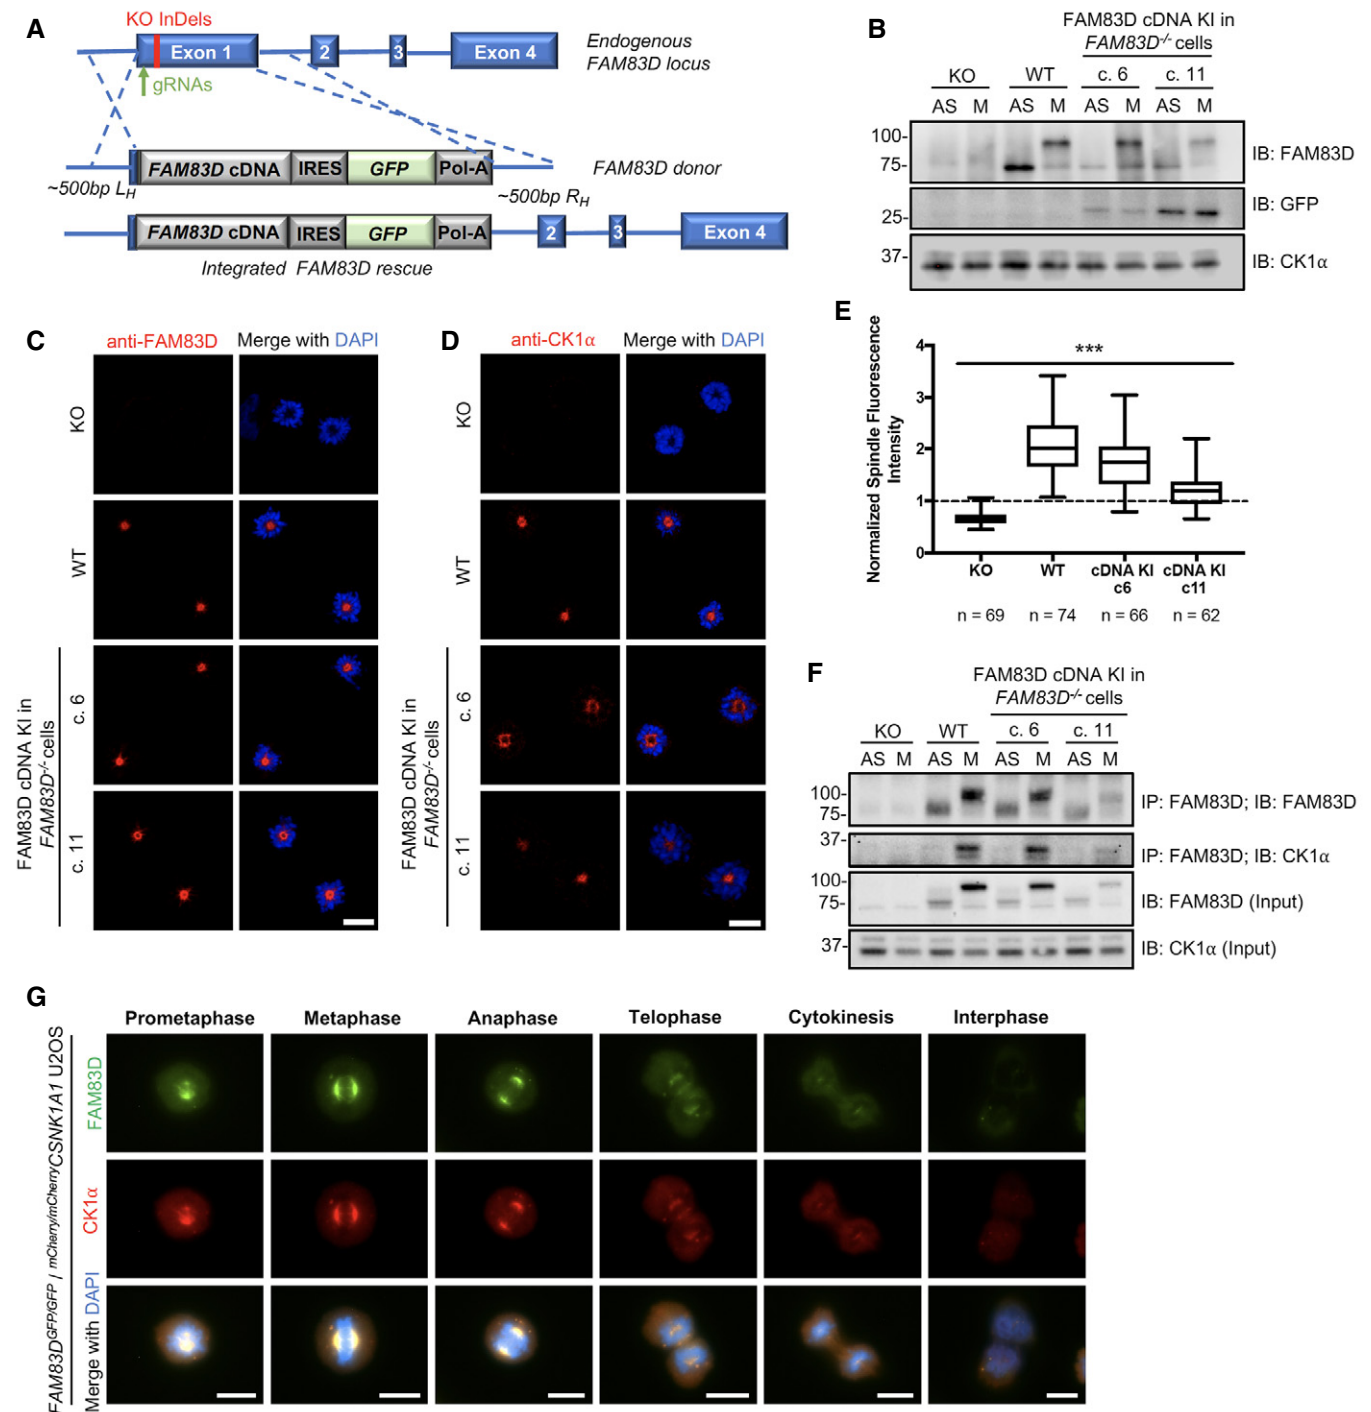 A
KO InDels
Exon 1
2
3
Exon 4
Endogenous
FAM83D locus
gRNAs
FAM83D cDNA
IRES
GFP
Pol-A
FAM83D donor
~500bp LH
~500bp RH
FAM83D cDNA
IRES
GFP
Pol-A
2
3
Exon 4
Integrated FAM83D rescue
B
FAM83D cDNA KI in
FAM83D-/- cells
KO
WT
c. 6
c. 11
AS M AS M AS M AS M
100-
75-
IB: FAM83D
25-
IB: GFP
37-
IB: CK1α
C
anti-FAM83D
Merge with DAPI
KO
WT
c. 6
c. 11
FAM83D cDNA KI in
FAM83D-/- cells
D
anti-CK1α
Merge with DAPI
KO
WT
c. 6
c. 11
FAM83D cDNA KI in
FAM83D-/- cells
E
Normalized Spindle Fluorescence
Intensity
4
3
2
1
0
***
KO
WT
cDNA KI
c6
cDNA KI
c11
n = 69
n = 74
n = 66
n = 62
F
FAM83D cDNA KI in
FAM83D-/- cells
KO
WT
c. 6
c. 11
AS M AS M AS M AS M
100-
75-
IP: FAM83D; IB: FAM83D
37-
IP: FAM83D; IB: CK1α
100-
75-
IB: FAM83D (Input)
37-
IB: CK1α (Input)
G
Prometaphase
Metaphase
Anaphase
Telophase
Cytokinesis
Interphase
FAM83DGFP/GFP / mCherry/mCherryCSNK1A1 U2OS
FAM83D
CK1α
Merge with DAPI